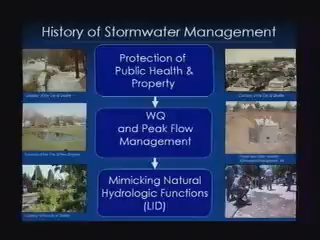 History of Stormwater Management
Protection of
Public Health &
Property
WQ
and Peak Flow
Management
Mimicking Natural
Hydrologic Functions
(LID)